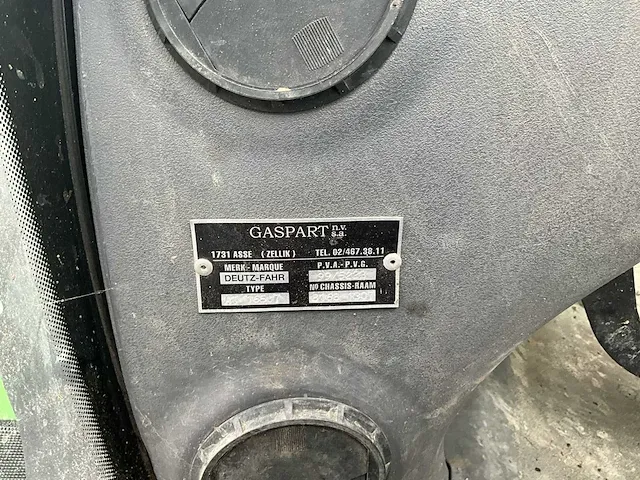 GASPART n.v. s.a.
1731 ASSE (ZELLIK) TEL. 02/467.38.11
MERK-MARQUE P.V.A.-P.V.G.
DEUTZ-FAHR
TYPE Nº CHASSIS-RAAM